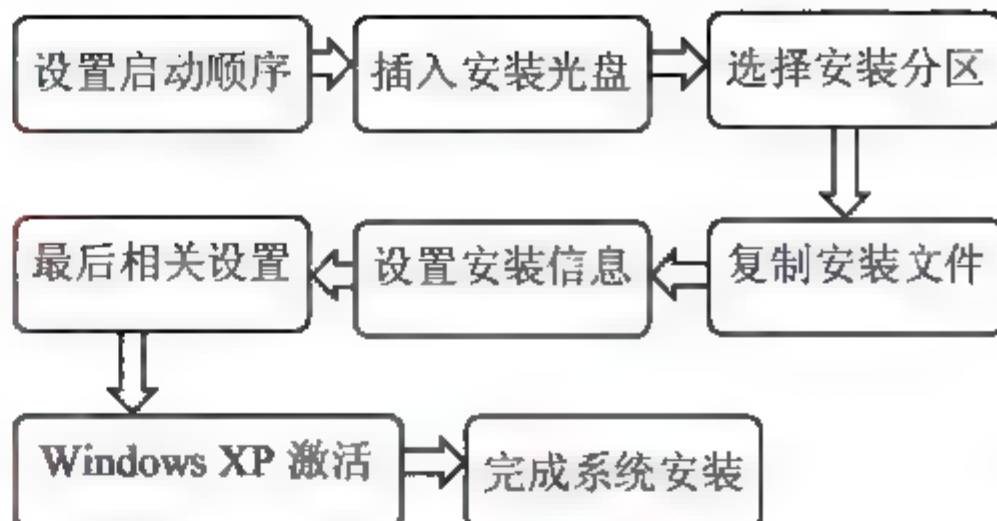 设置启动顺序
插入安装光盘
选择安装分区
复制安装文件
设置安装信息
最后相关设置
Windows XP 激活
完成系统安装